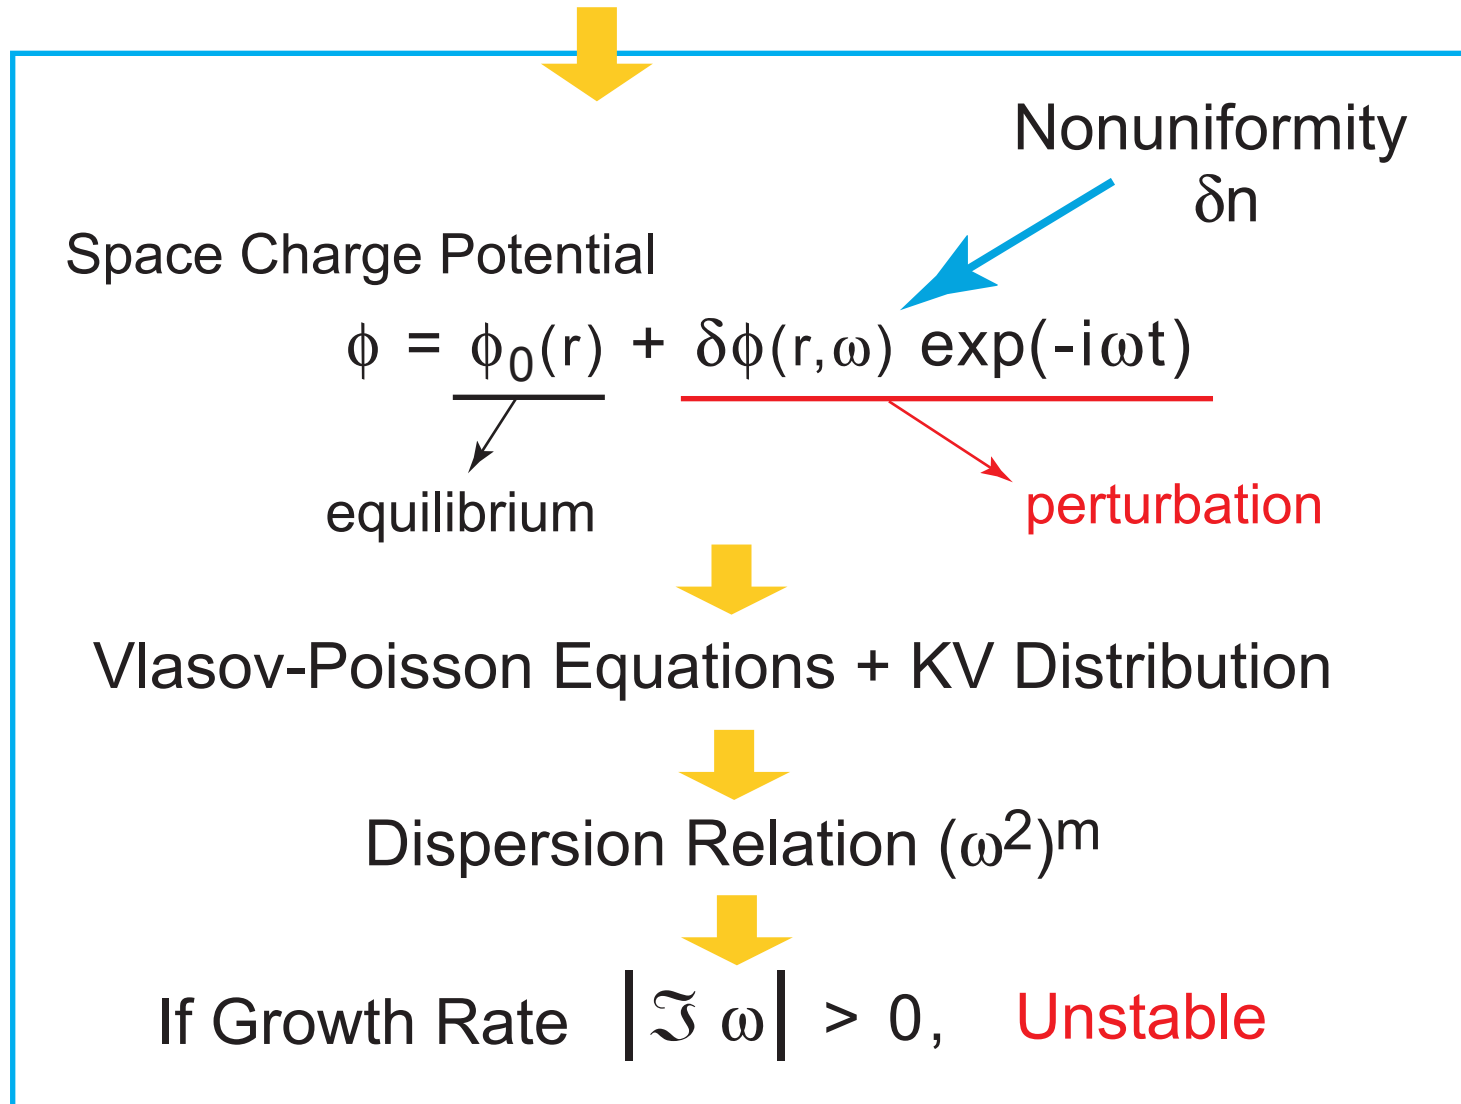 Nonuniformity
δn
Space Charge Potential
ϕ = ϕ₀(r) + δϕ(r,ω) exp(-iωt)
equilibrium
perturbation
Vlasov-Poisson Equations + KV Distribution
Dispersion Relation (ω²)ᵐ
If Growth Rate |ℑ ω| > 0, Unstable